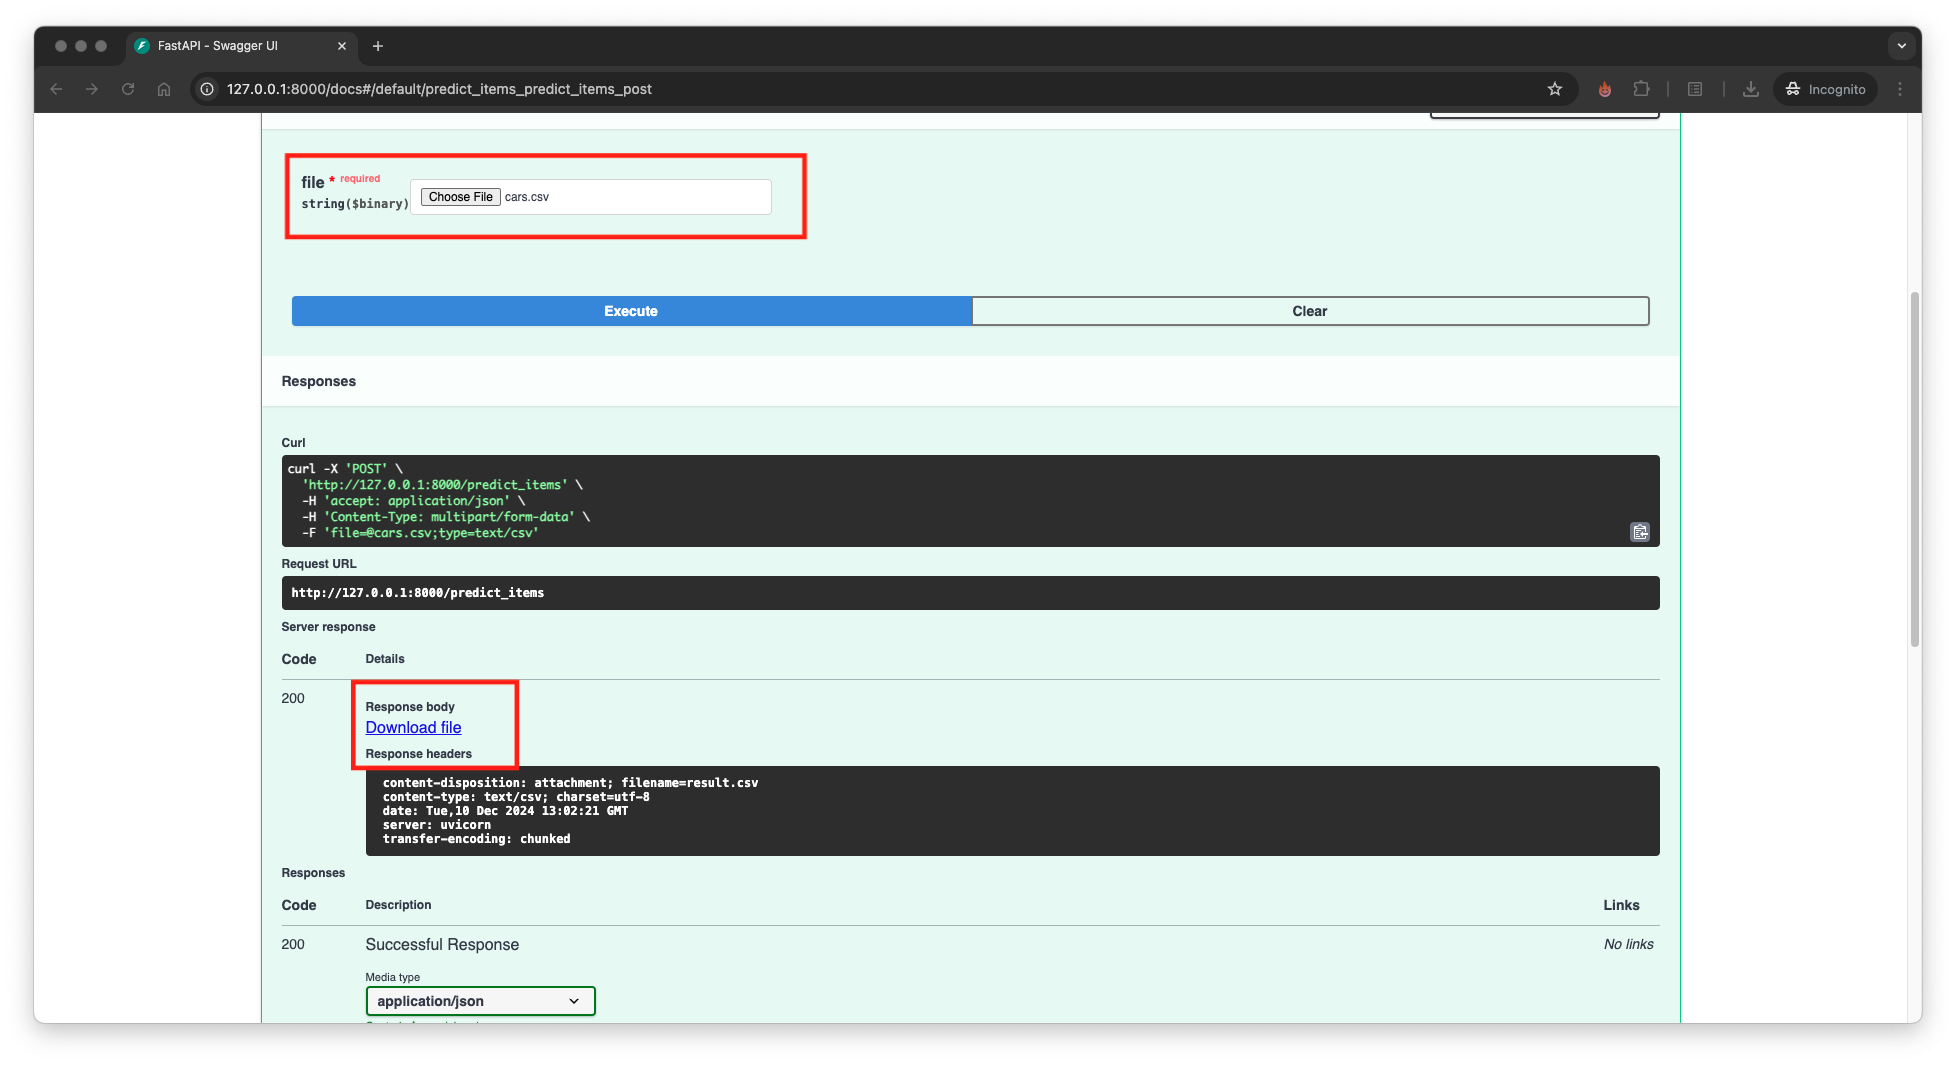 FastAPI - Swagger UI
127.0.0.1:8000/docs#/default/predict_items_predict_items_post
Incognito
file * required
string($binary)
Choose File cars.csv
Execute
Clear
Responses
Curl
curl -X 'POST' \
'http://127.0.0.1:8000/predict_items' \
-H 'accept: application/json' \
-H 'Content-Type: multipart/form-data' \
-F 'file=@cars.csv;type=text/csv'
Request URL
http://127.0.0.1:8000/predict_items
Server response
Code Details
200
Response body
Download file
Response headers
content-disposition: attachment; filename=result.csv
content-type: text/csv; charset=utf-8
date: Tue,10 Dec 2024 13:02:21 GMT
server: uvicorn
transfer-encoding: chunked
Responses
Code Description Links
200 Successful Response No links
Media type
application/json